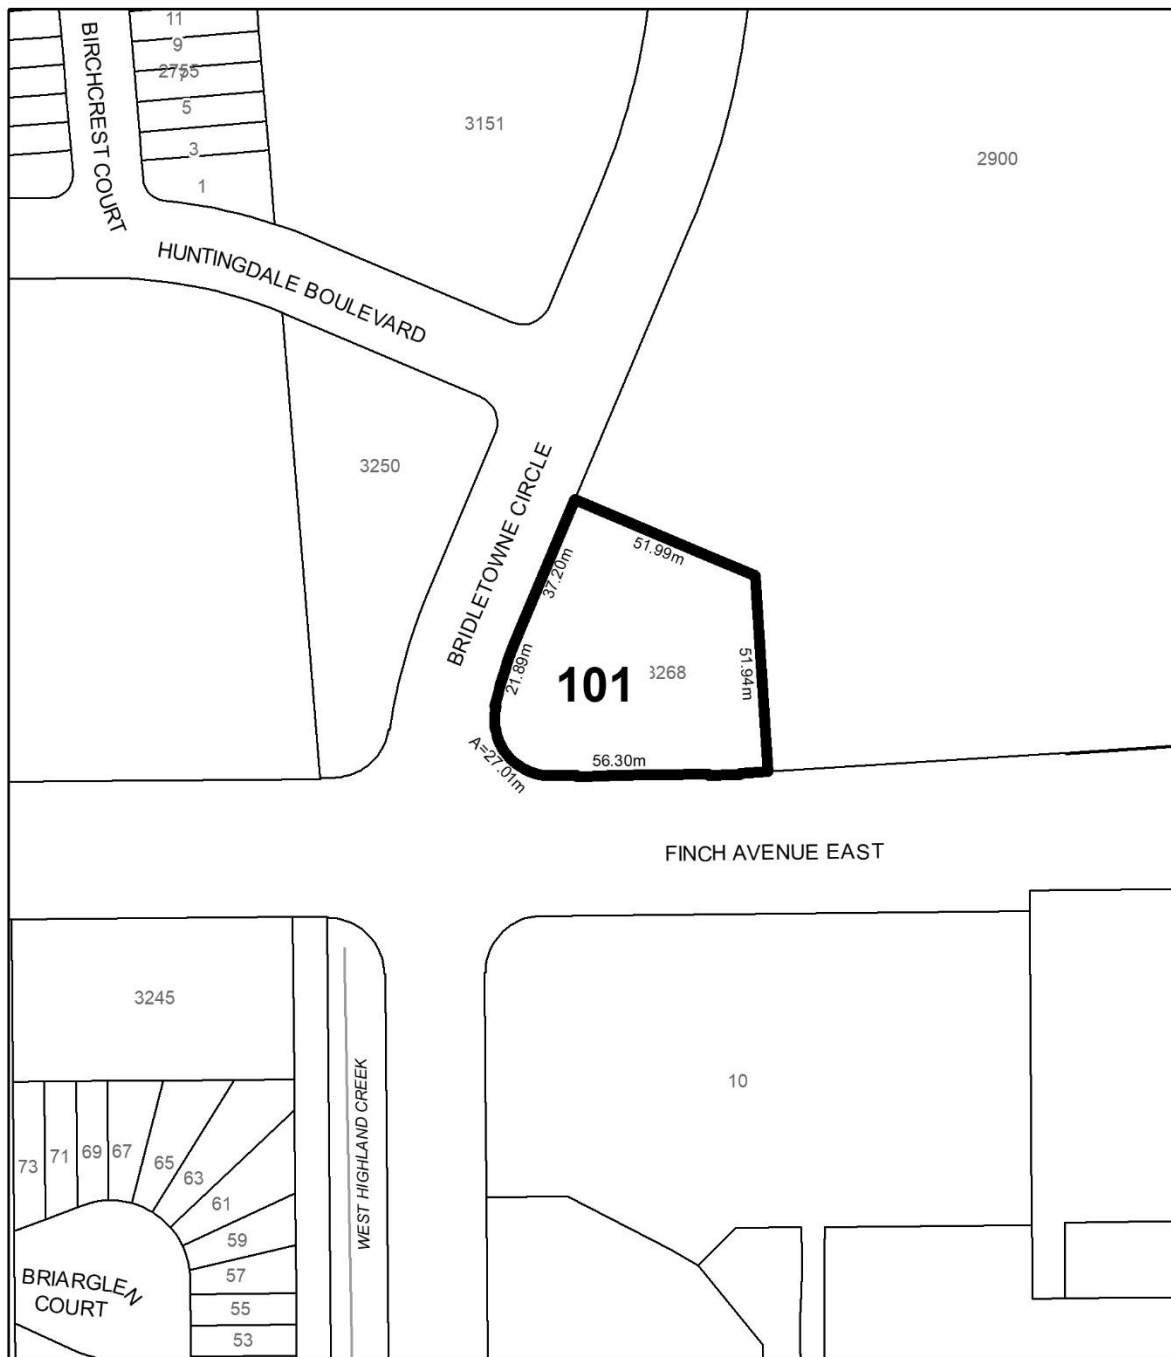 11
9
2755
7
5
3
1
BIRCHCREST COURT
3151
2900
HUNTINGDALE BOULEVARD
3250
BRIDLETOWNE CIRCLE
51.99m
37.20m
21.89m
101
3268
51.94m
A=27.01m
56.30m
FINCH AVENUE EAST
3245
WEST HIGHLAND CREEK
10
73
71
69
67
65
63
61
59
57
55
53
BRIARGLEN
COURT